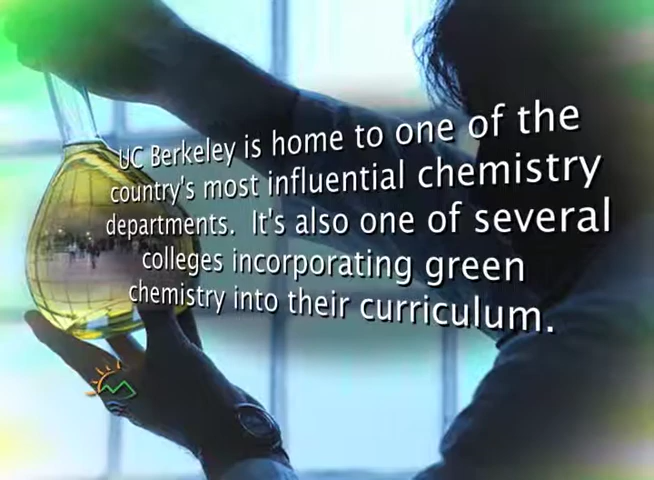 UC Berkeley is home to one of the
country's most influential chemistry
departments. It's also one of several
colleges incorporating green
chemistry into their curriculum.